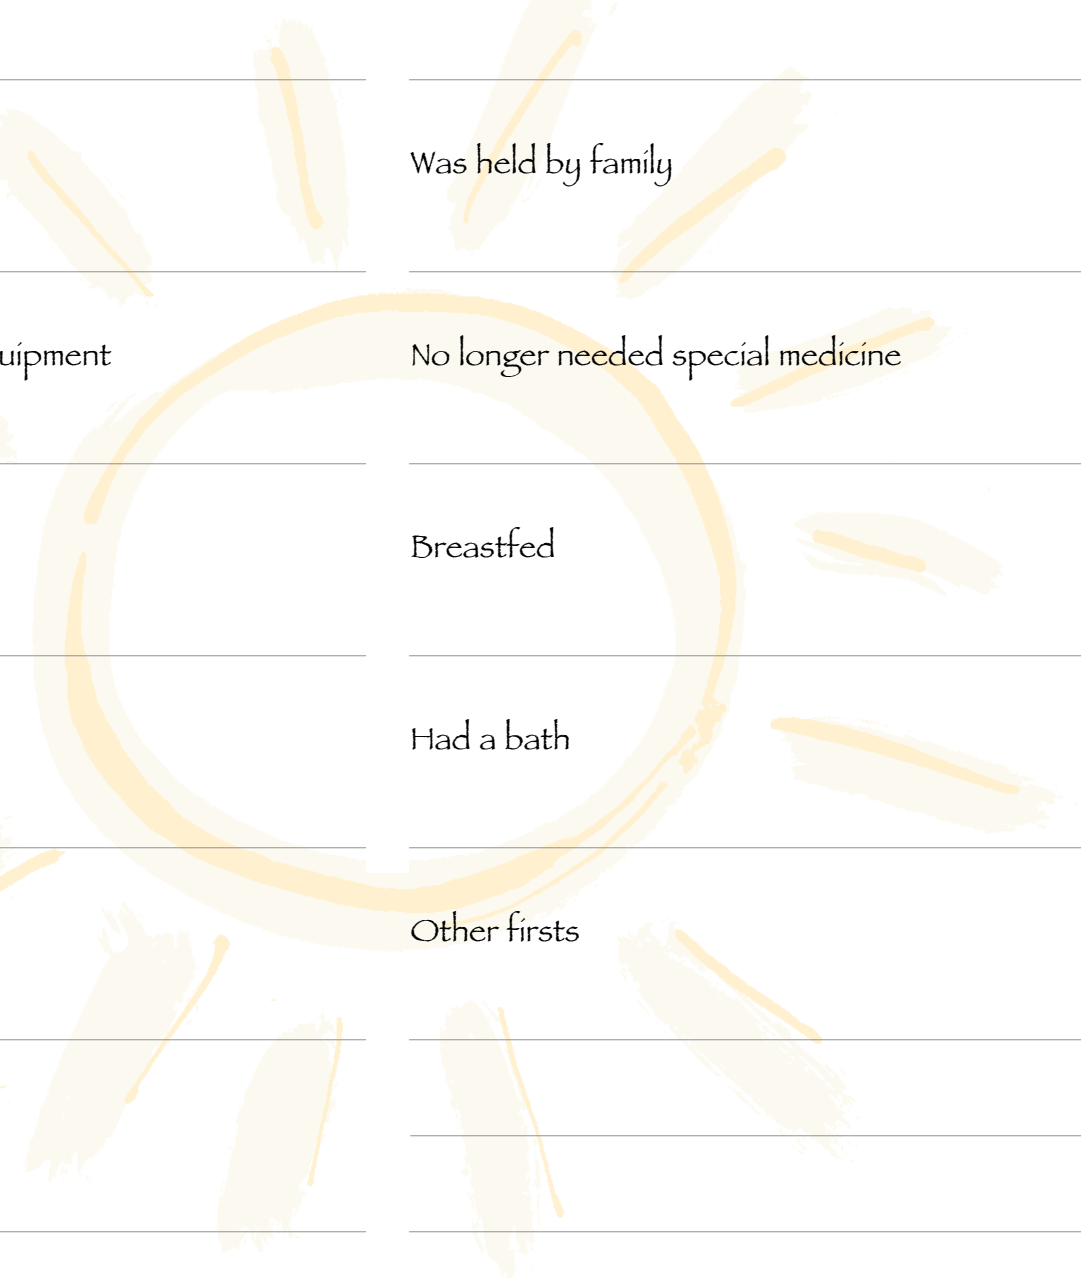 Was held by family
uipment
No longer needed special medicine
Breastfed
Had a bath
Other firsts